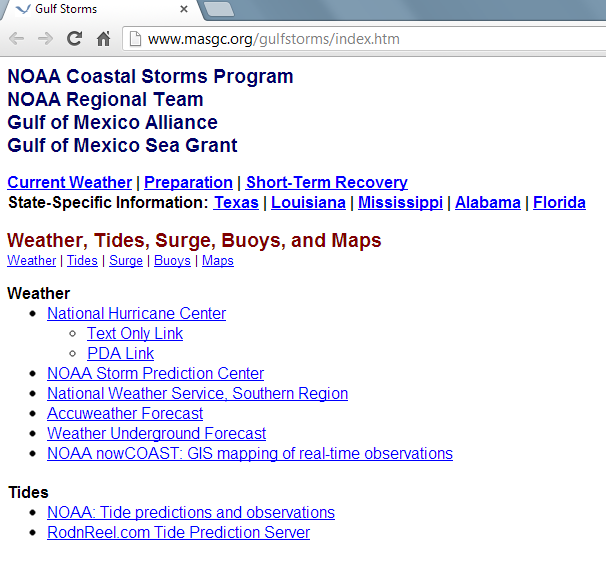 Gulf Storms
www.masgc.org/gulfstorms/index.htm
NOAA Coastal Storms Program
NOAA Regional Team
Gulf of Mexico Alliance
Gulf of Mexico Sea Grant
Current Weather | Preparation | Short-Term Recovery
State-Specific Information: Texas | Louisiana | Mississippi | Alabama | Florida
Weather, Tides, Surge, Buoys, and Maps
Weather | Tides | Surge | Buoys | Maps
Weather
National Hurricane Center
Text Only Link
PDA Link
NOAA Storm Prediction Center
National Weather Service, Southern Region
Accuweather Forecast
Weather Underground Forecast
NOAA nowCOAST: GIS mapping of real-time observations
Tides
NOAA: Tide predictions and observations
RodnReel.com Tide Prediction Server